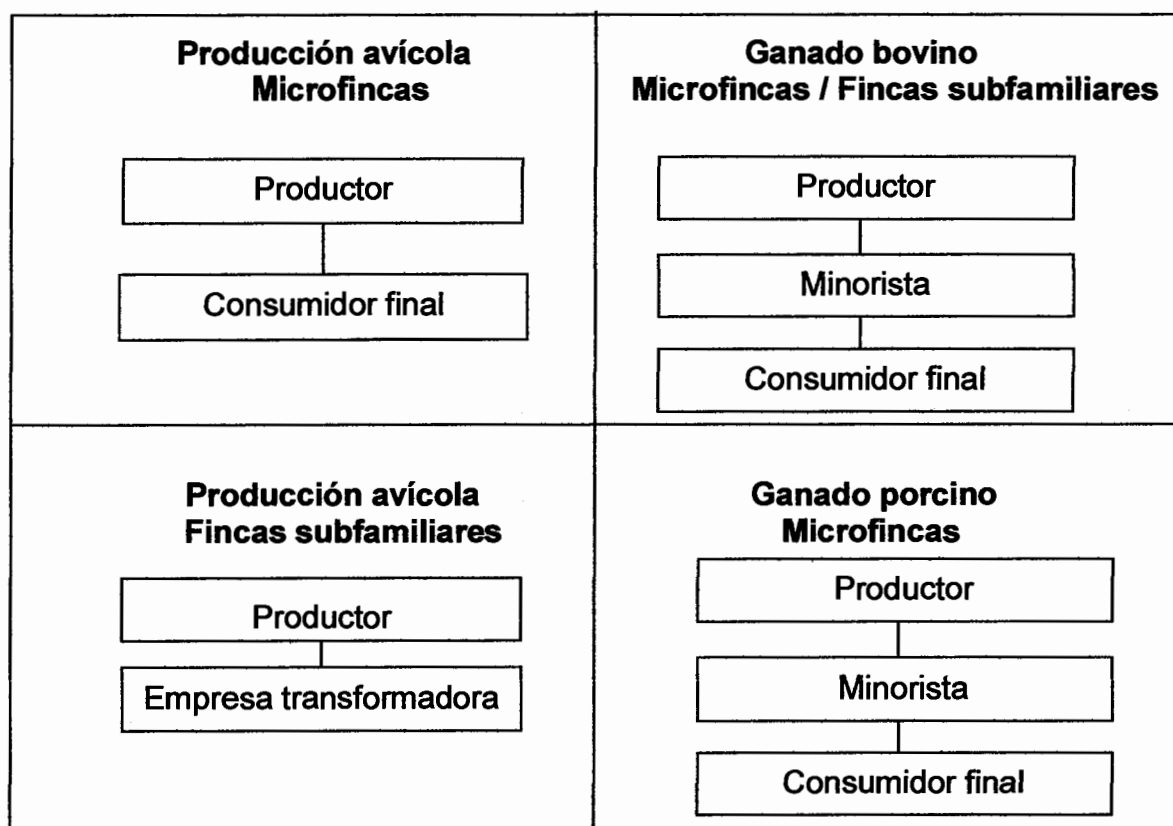 Producción avícola
Microfincas
Productor
Consumidor final
Ganado bovino
Microfincas / Fincas subfamiliares
Productor
Minorista
Consumidor final
Producción avícola
Fincas subfamiliares
Productor
Empresa transformadora
Ganado porcino
Microfincas
Productor
Minorista
Consumidor final